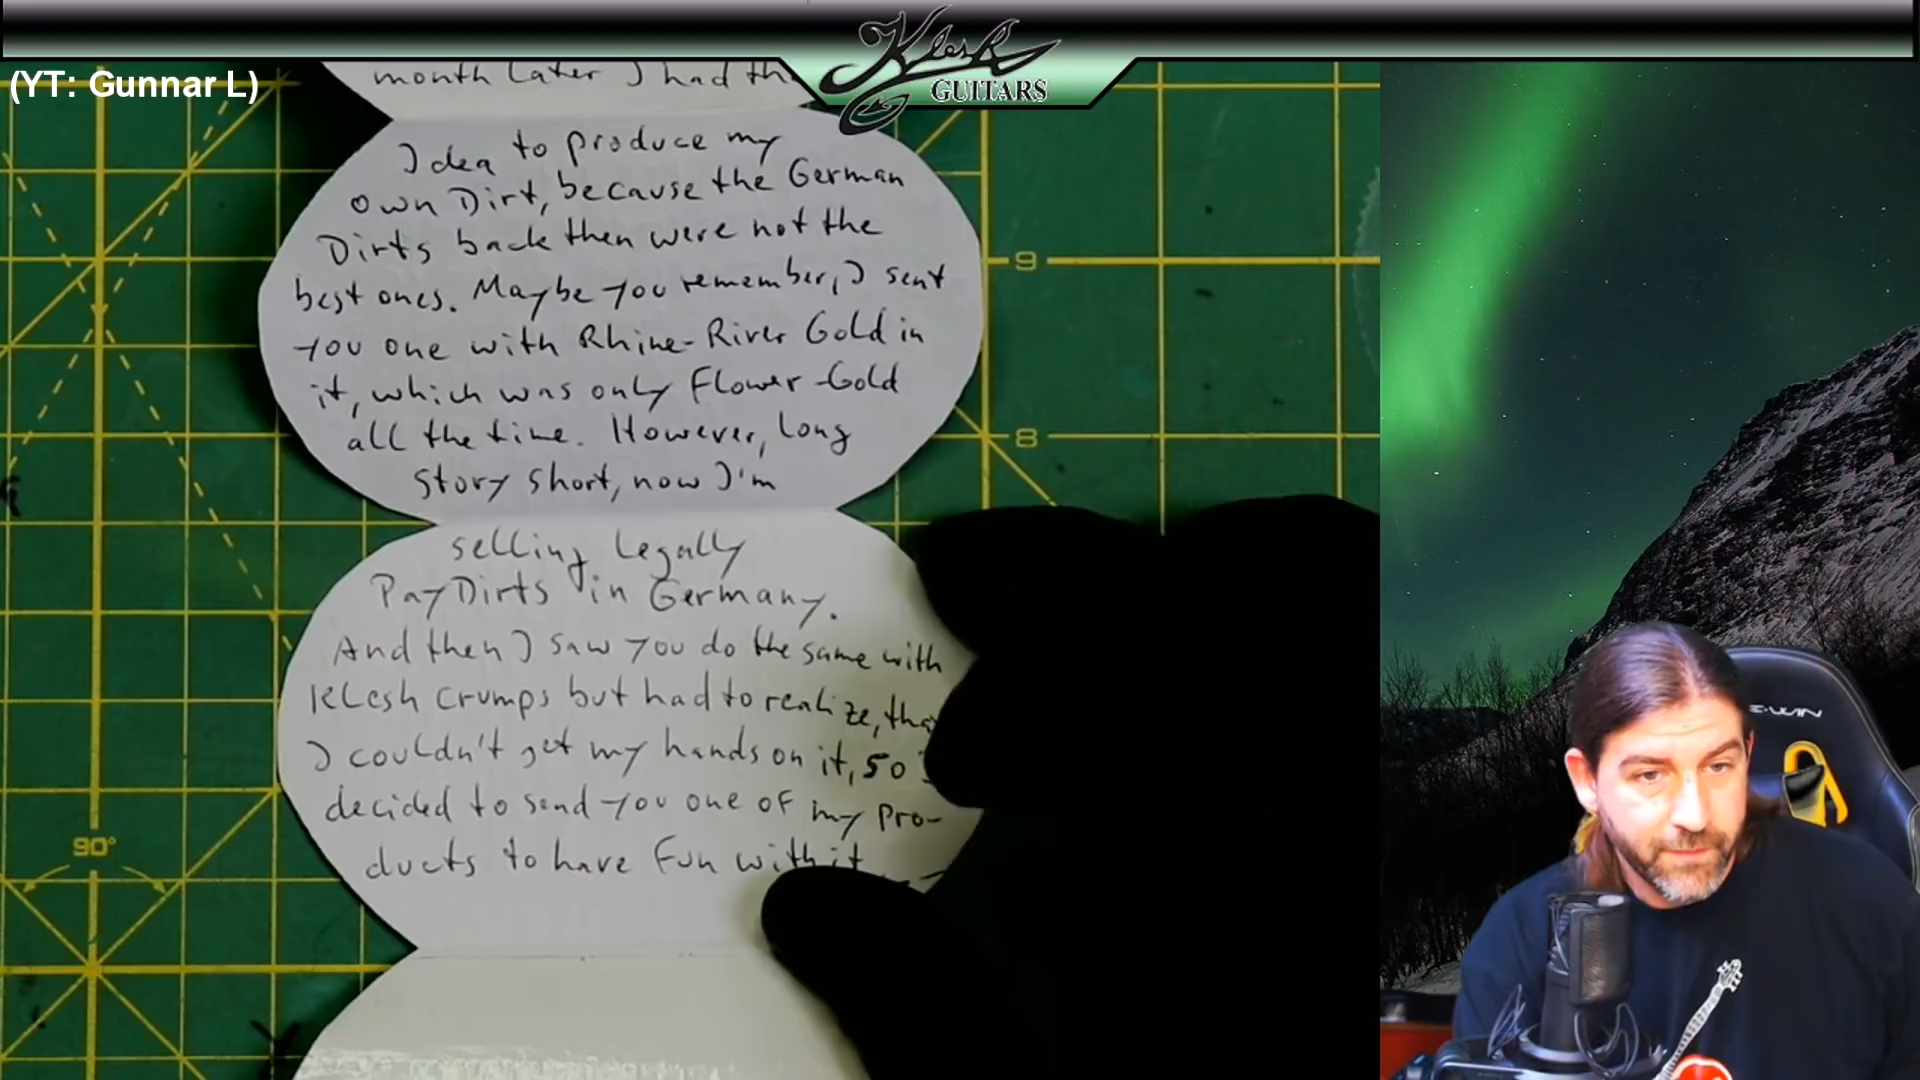 (YT: Gunnar L)
Klesh
GUITARS
month later I had
Idea to produce my
own Dirt, because the German
Dirts back then were not the
best ones. Maybe you remember, I sent
you one with Rhine-River Gold in
it, which was only Flower-Gold
all the time. However, long
story short, now I'm
selling legally
PayDirts in Germany.
And then I saw you do the same with
Klesh Crumps but had to realize,
I couldn't get my hands on it, so
decided to send you one of my pro-
ducts to have Fun with it
9
8
90°
E-WIN